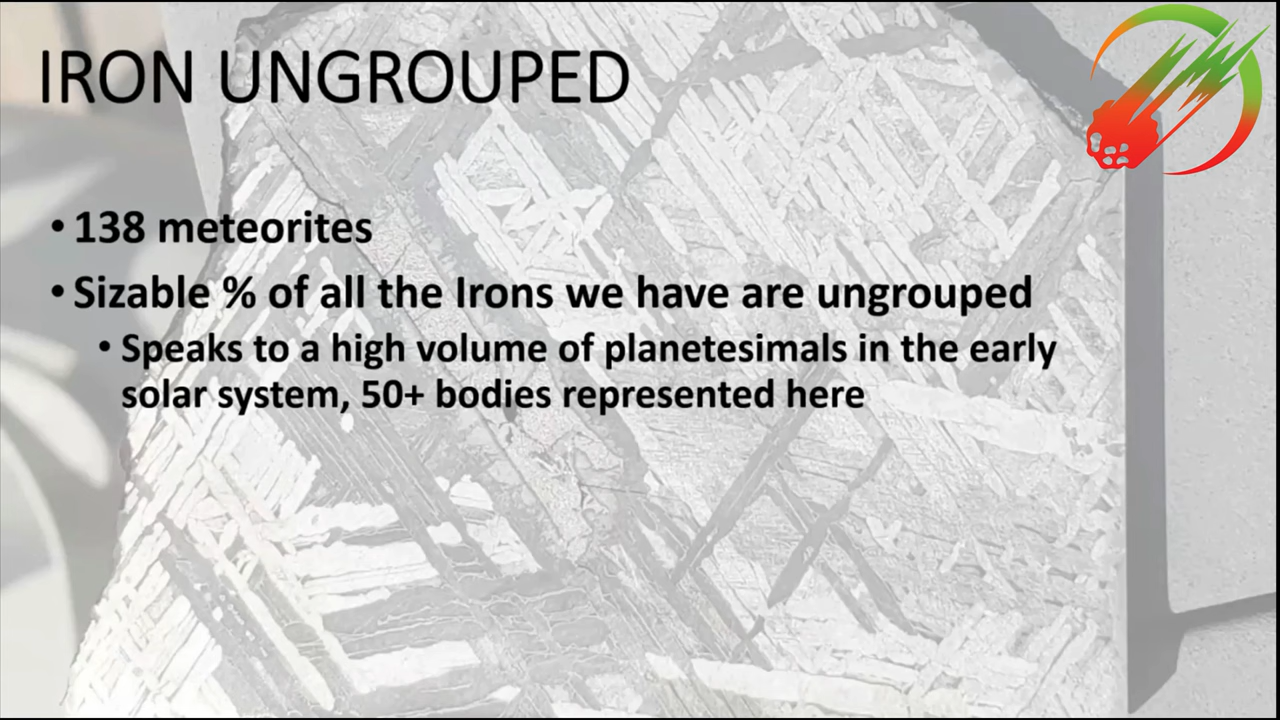 IRON UNGROUPED
• 138 meteorites
• Sizable % of all the Irons we have are ungrouped
• Speaks to a high volume of planetesimals in the early
solar system, 50+ bodies represented here